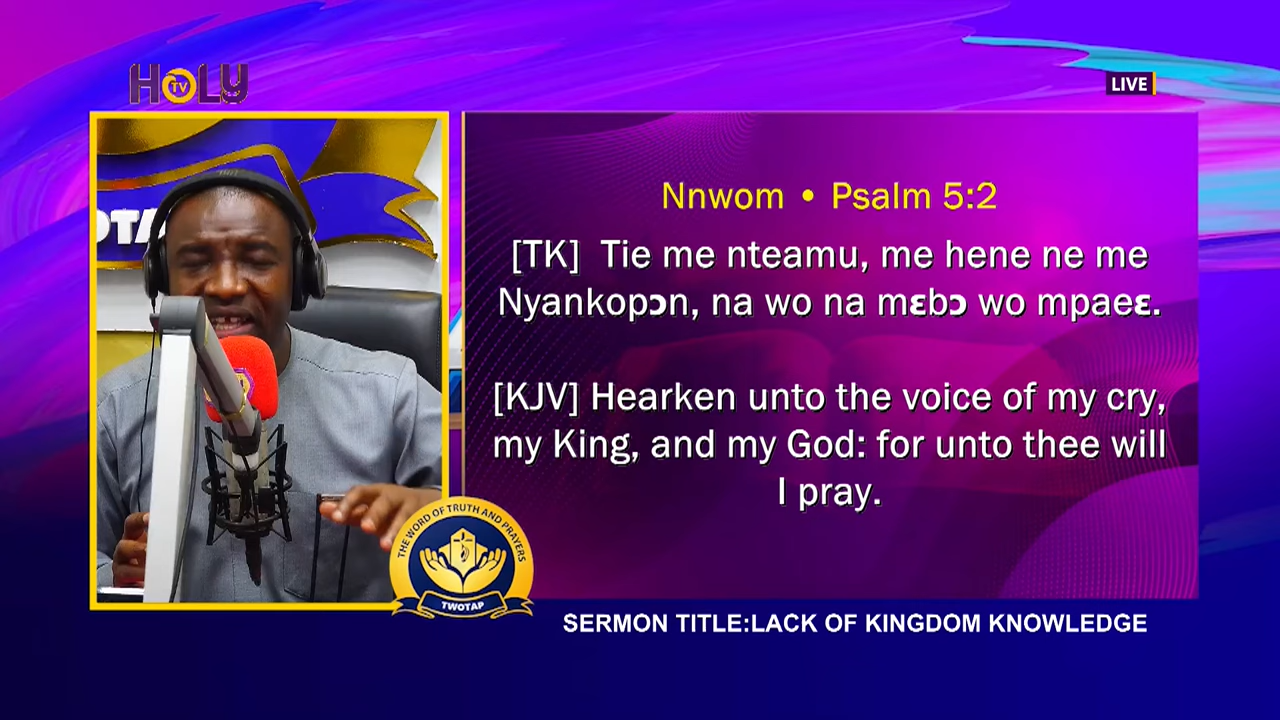 HOLY
TV
LIVE
Nnwom • Psalm 5:2
[TK] Tie me nteamu, me hene ne me
Nyankopɔn, na wo na mɛbɔ wo mpaeɛ.
[KJV] Hearken unto the voice of my cry,
my King, and my God: for unto thee will
I pray.
THE WORD OF TRUTH AND PRAYERS
TWOTAP
SERMON TITLE:LACK OF KINGDOM KNOWLEDGE